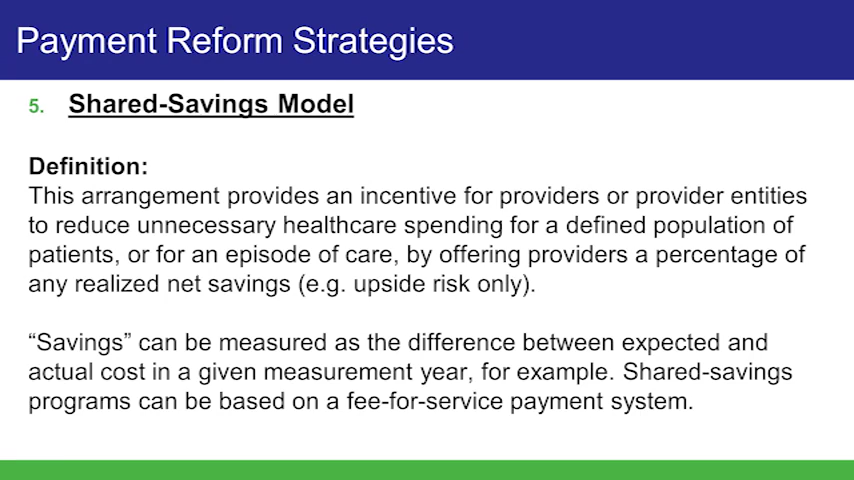 Payment Reform Strategies
5. Shared-Savings Model
Definition:
This arrangement provides an incentive for providers or provider entities
to reduce unnecessary healthcare spending for a defined population of
patients, or for an episode of care, by offering providers a percentage of
any realized net savings (e.g. upside risk only).
“Savings” can be measured as the difference between expected and
actual cost in a given measurement year, for example. Shared-savings
programs can be based on a fee-for-service payment system.